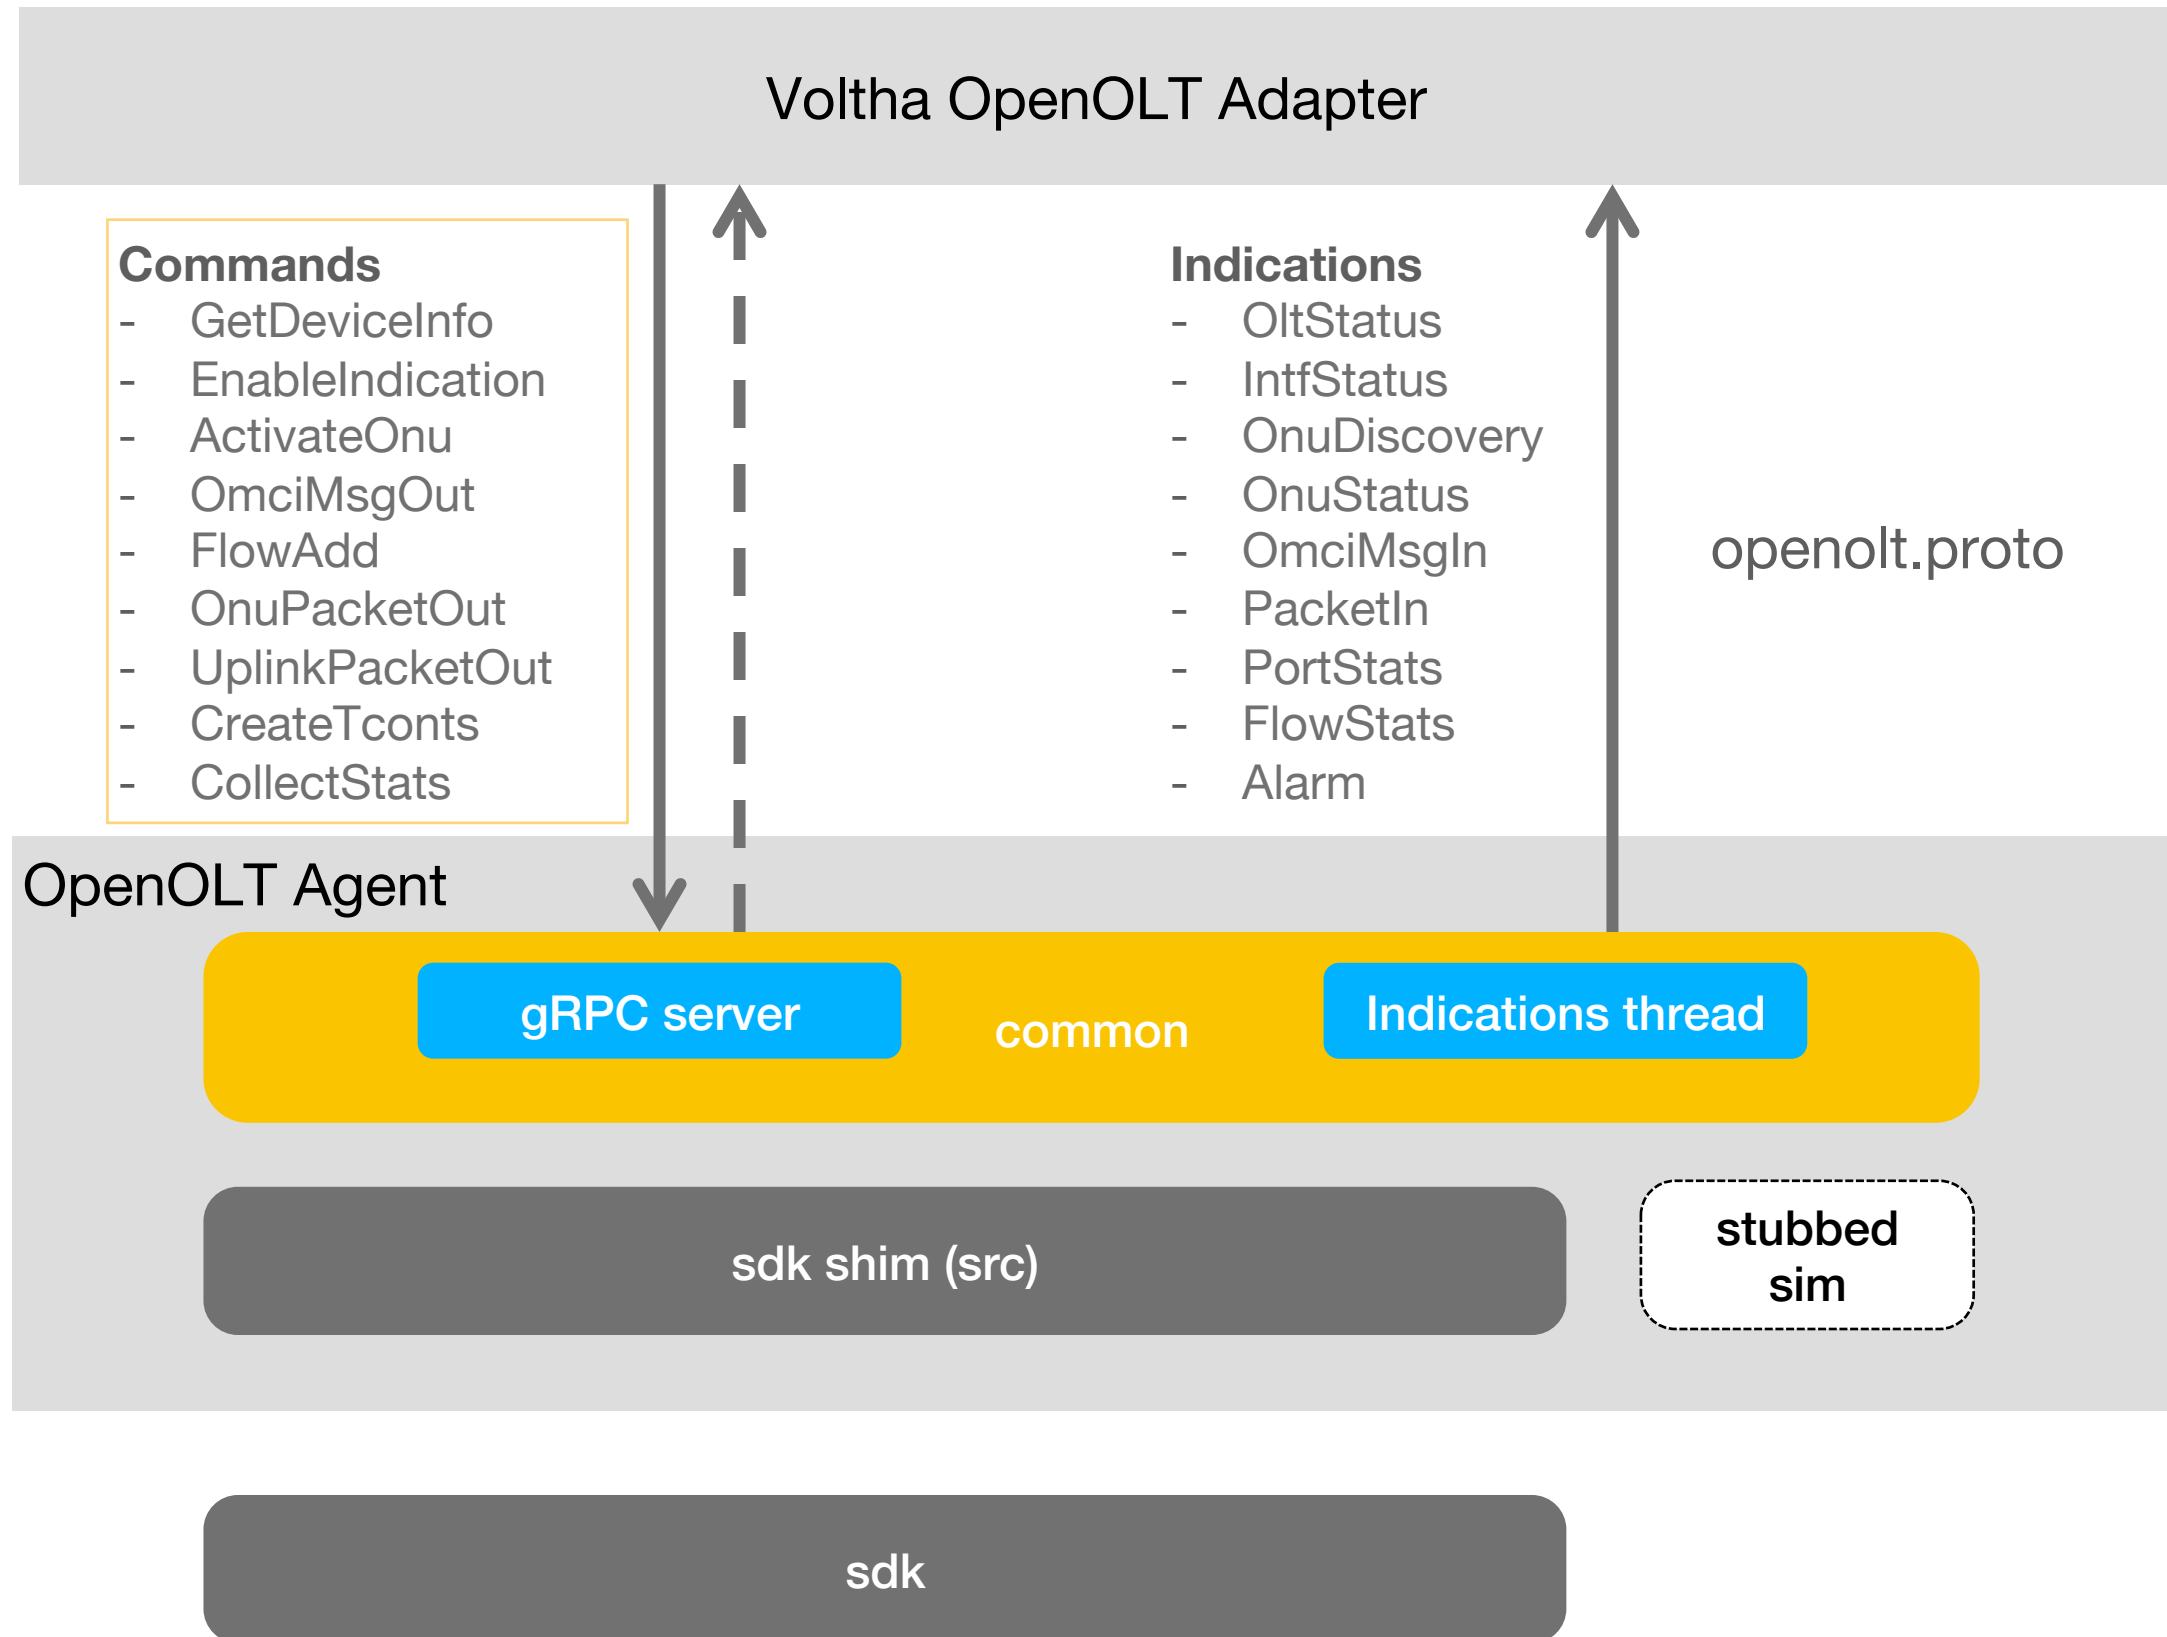 Voltha OpenOLT Adapter
Commands
- GetDeviceInfo
- EnableIndication
- ActivateOnu
- OmciMsgOut
- FlowAdd
- OnuPacketOut
- UplinkPacketOut
- CreateTconts
- CollectStats
Indications
- OltStatus
- IntfStatus
- OnuDiscovery
- OnuStatus
- OmciMsgIn
- PacketIn
- PortStats
- FlowStats
- Alarm
openolt.proto
OpenOLT Agent
gRPC server
common
Indications thread
sdk shim (src)
stubbed
sim
sdk